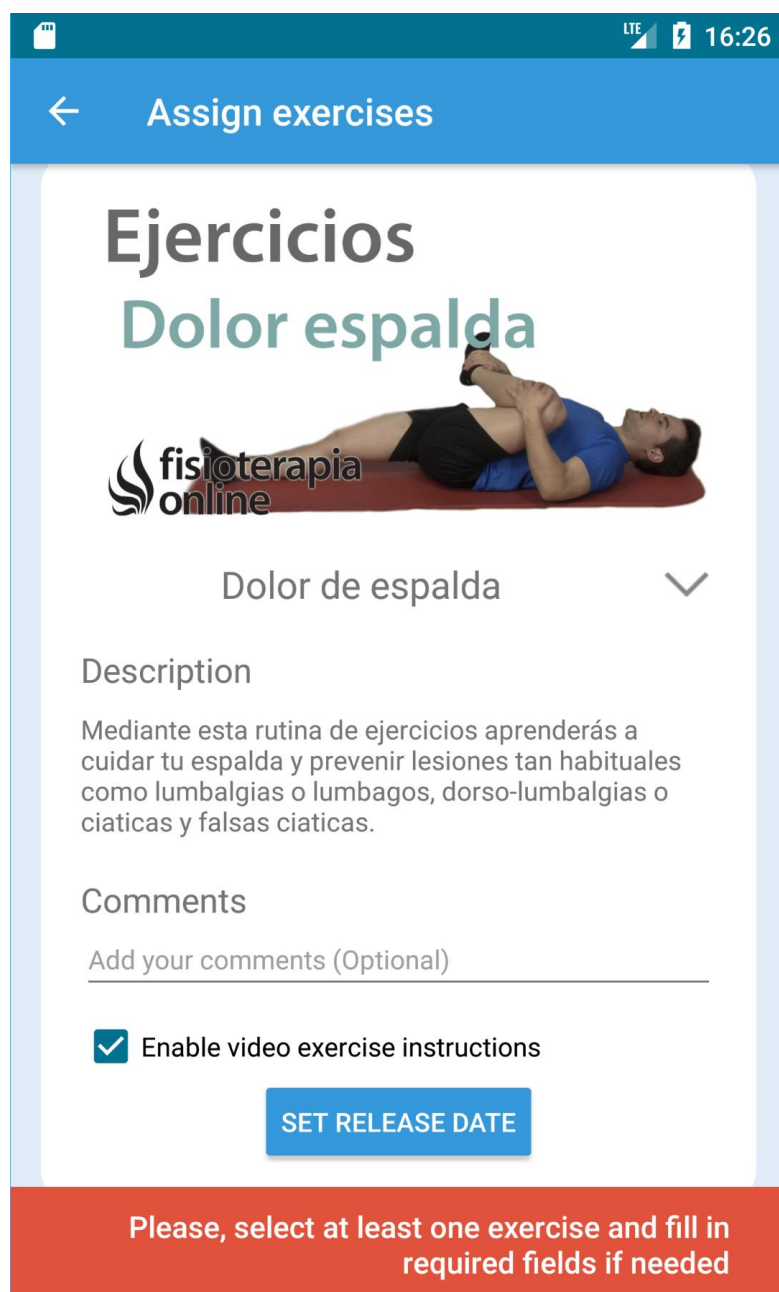 LTE 16:26
Assign exercises
Ejercicios
Dolor espalda
fisioterapia
online
Dolor de espalda
Description
Mediante esta rutina de ejercicios aprenderás a
cuidar tu espalda y prevenir lesiones tan habituales
como lumbalgias o lumbagos, dorso-lumbalgias o
ciaticas y falsas ciaticas.
Comments
Add your comments (Optional)
Enable video exercise instructions
SET RELEASE DATE
Please, select at least one exercise and fill in
required fields if needed